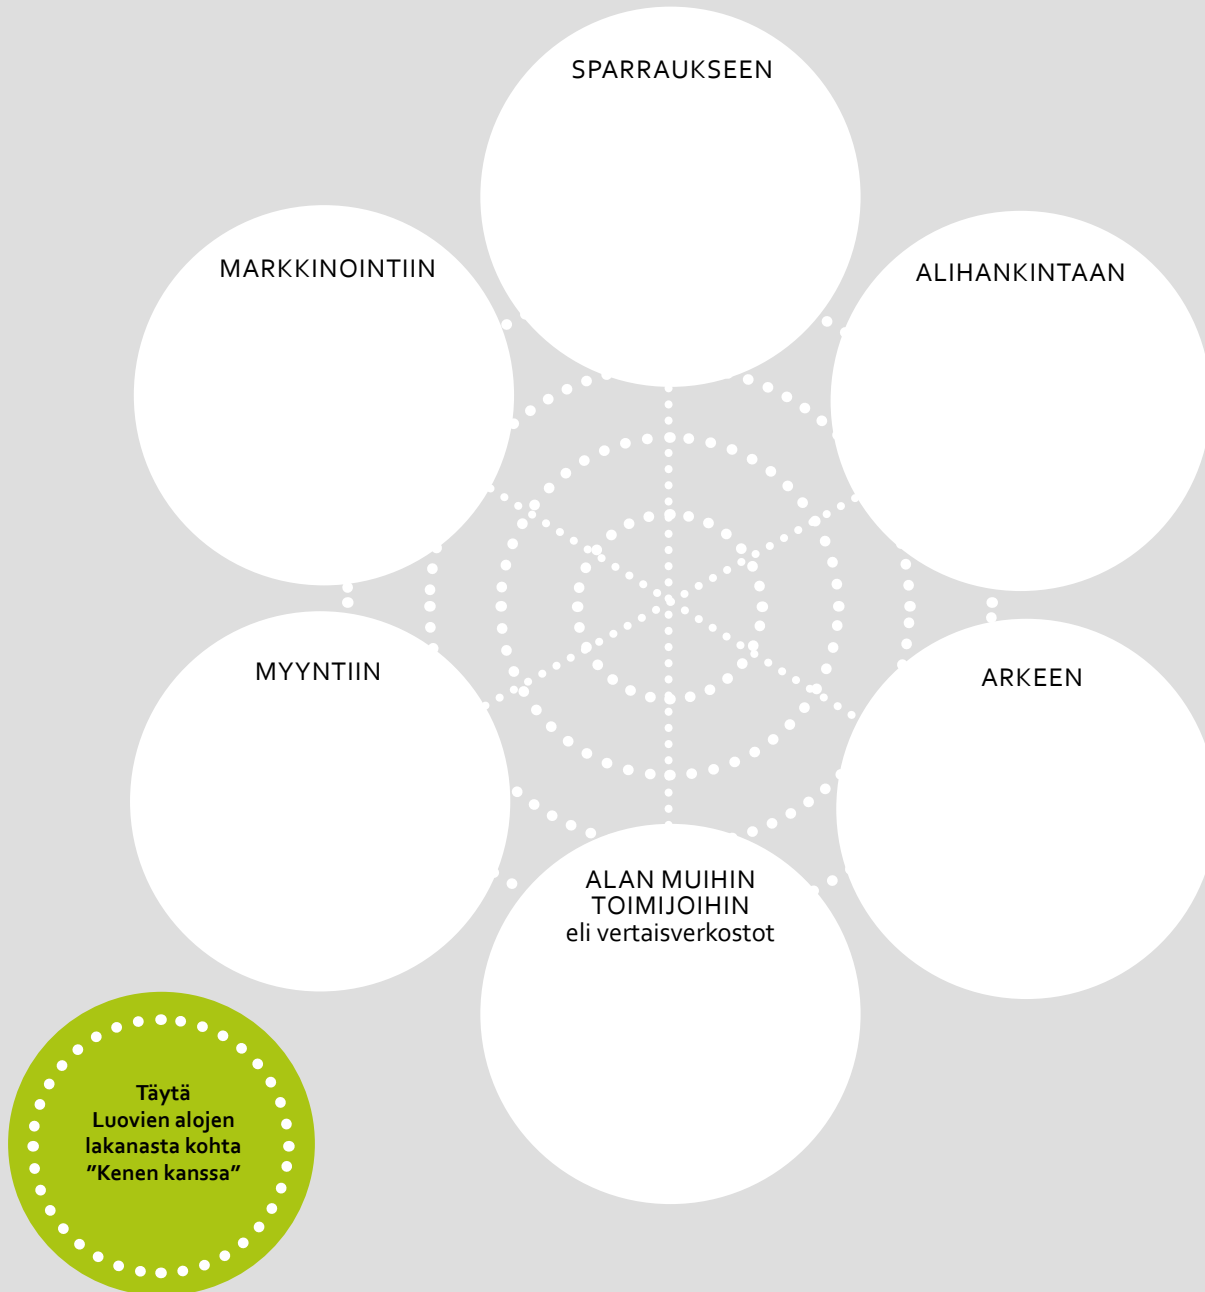 SPARRAUKSEEN
MARKKINOINTIIN
ALIHANKINTAAN
MYYNTIIN
ARKEEN
ALAN MUIHIN
TOIMIJOIHIN
eli vertaisverkostot
Täytä
Luovien alojen
lakanasta kohta
”Kenen kanssa”